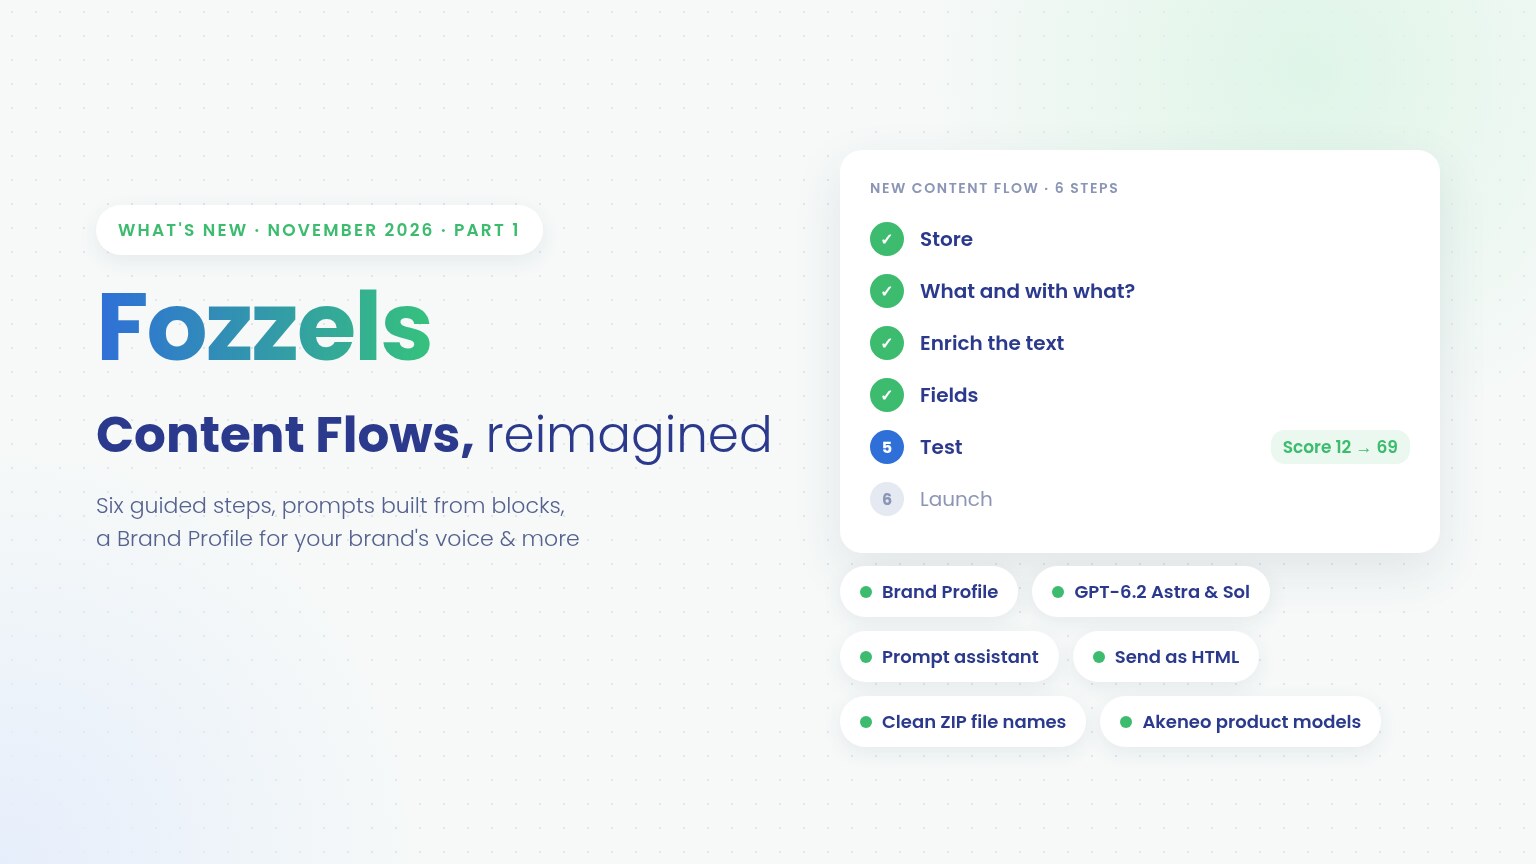 WHAT'S NEW · NOVEMBER 2026 · PART 1
Fozzels
Content Flows, reimagined
Six guided steps, prompts built from blocks,
a Brand Profile for your brand's voice & more
NEW CONTENT FLOW · 6 STEPS
✓ Store
✓ What and with what?
✓ Enrich the text
✓ Fields
5 Test Score 12 → 69
6 Launch
Brand Profile
GPT-6.2 Astra & Sol
Prompt assistant
Send as HTML
Clean ZIP file names
Akeneo product models